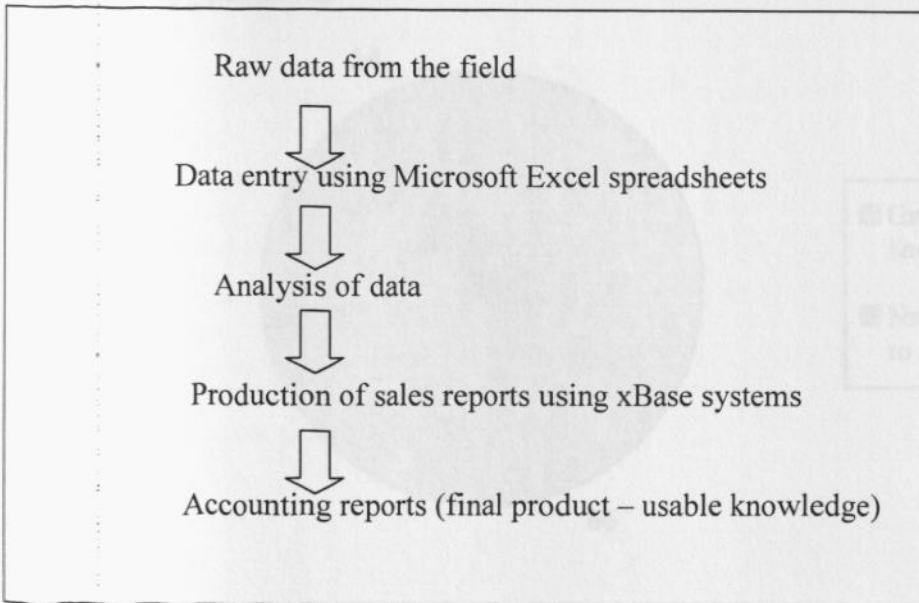 Raw data from the field
Data entry using Microsoft Excel spreadsheets
Analysis of data
Production of sales reports using xBase systems
Accounting reports (final product – usable knowledge)